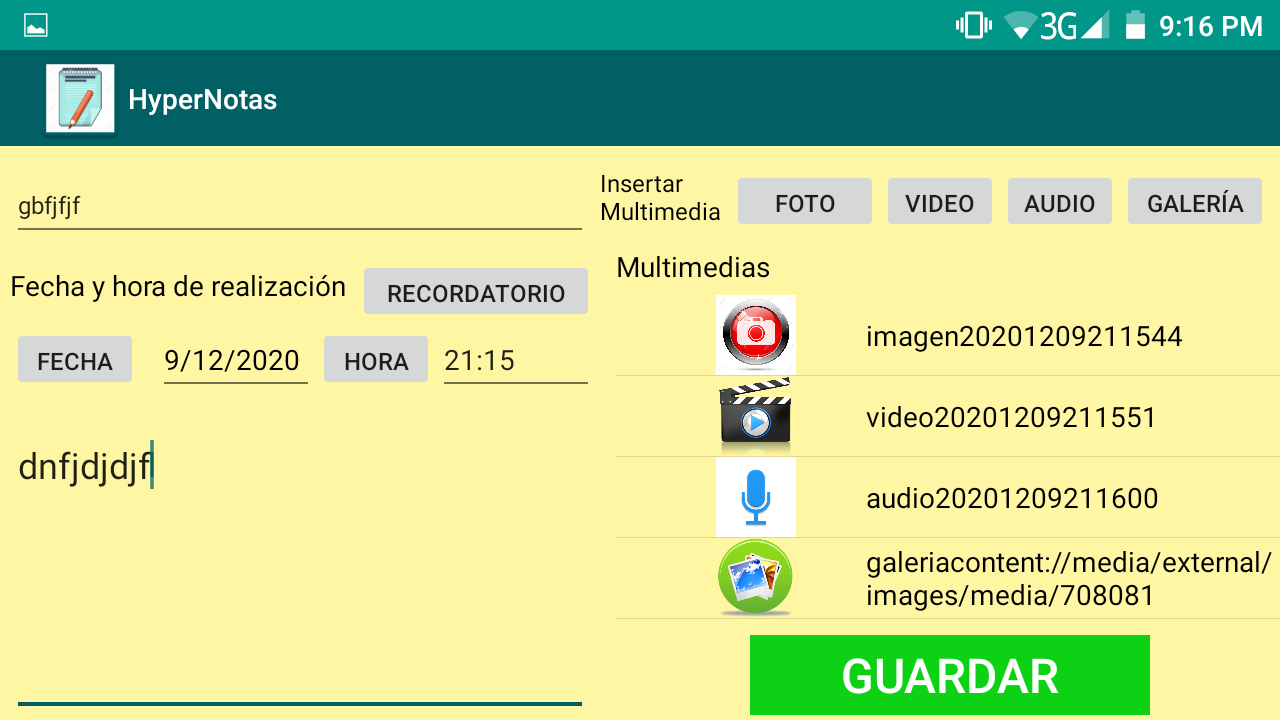 3G 9:16 PM
HyperNotas
gbfjfjf
Fecha y hora de realización RECORDATORIO
FECHA 9/12/2020 HORA 21:15
dnfjdjdjf
Insertar
Multimedia FOTO VIDEO AUDIO GALERÍA
Multimedias
imagen20201209211544
video20201209211551
audio20201209211600
galeriacontent://media/external/
images/media/708081
GUARDAR